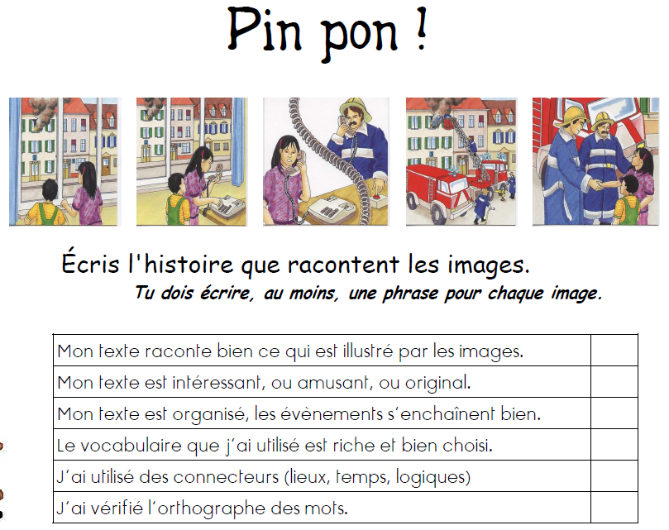 Pin pon !
Écris l'histoire que racontent les images.
Tu dois écrire, au moins, une phrase pour chaque image.
Mon texte raconte bien ce qui est illustré par les images.
Mon texte est intéressant, ou amusant, ou original.
Mon texte est organisé, les évènements s'enchaînent bien.
Le vocabulaire que j'ai utilisé est riche et bien choisi.
J'ai utilisé des connecteurs (lieux, temps, logiques)
J'ai vérifié l'orthographe des mots.